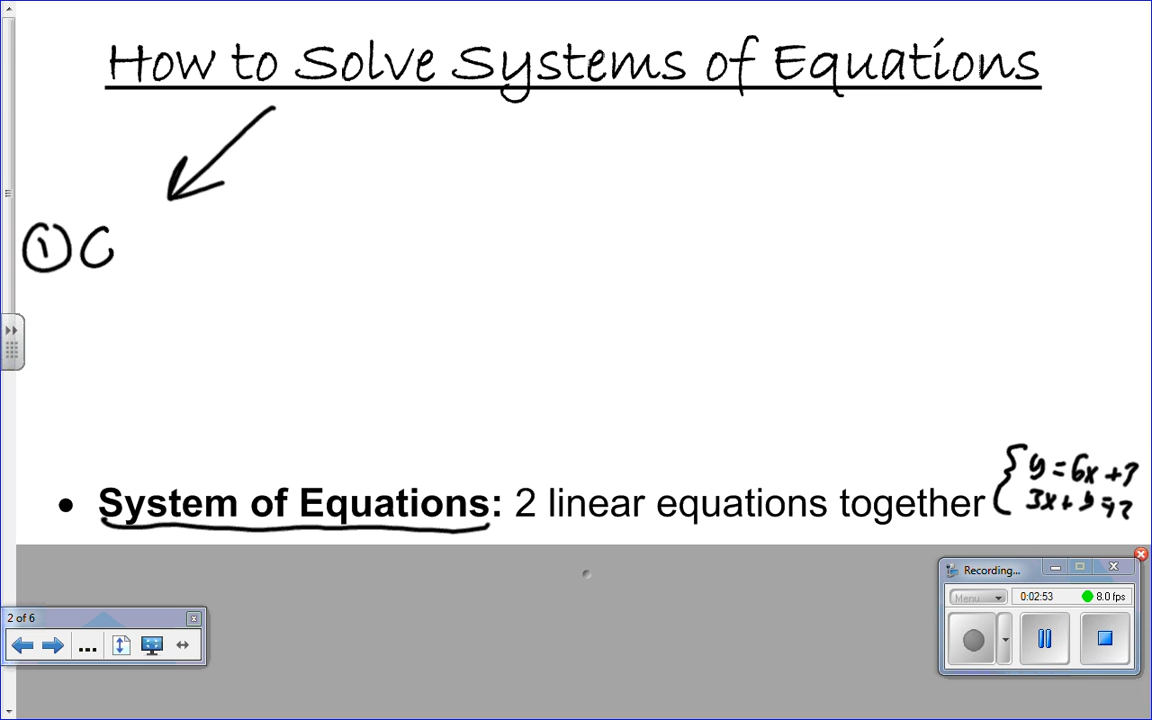 How to Solve Systems of Equations
① C
y = 6x + 7
• System of Equations: 2 linear equations together
Recording...
Menu
0:02:53
8.0 fps
2 of 6
...